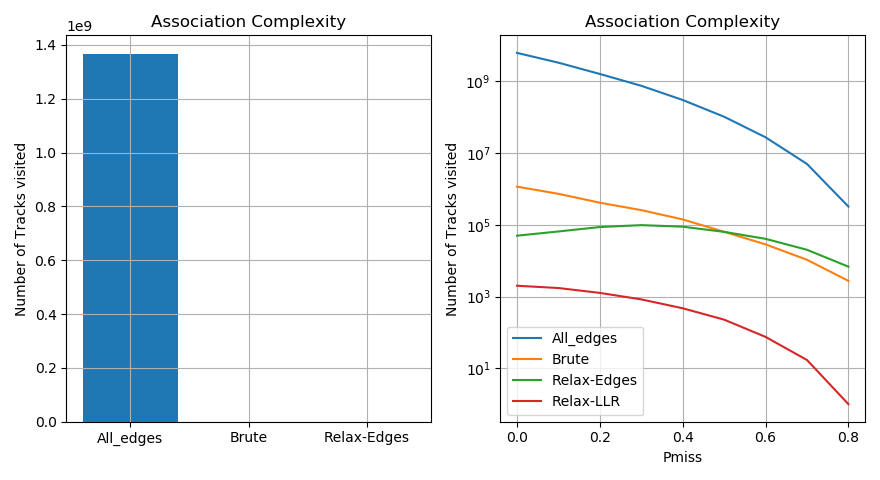 Association Complexity
1e9
Number of Tracks visited
1.4
1.2
1.0
0.8
0.6
0.4
0.2
0.0
All_edges
Brute
Relax-Edges
Association Complexity
Number of Tracks visited
10^9
10^7
10^5
10^3
10^1
All_edges
Brute
Relax-Edges
Relax-LLR
0.0
0.2
0.4
0.6
0.8
Pmiss